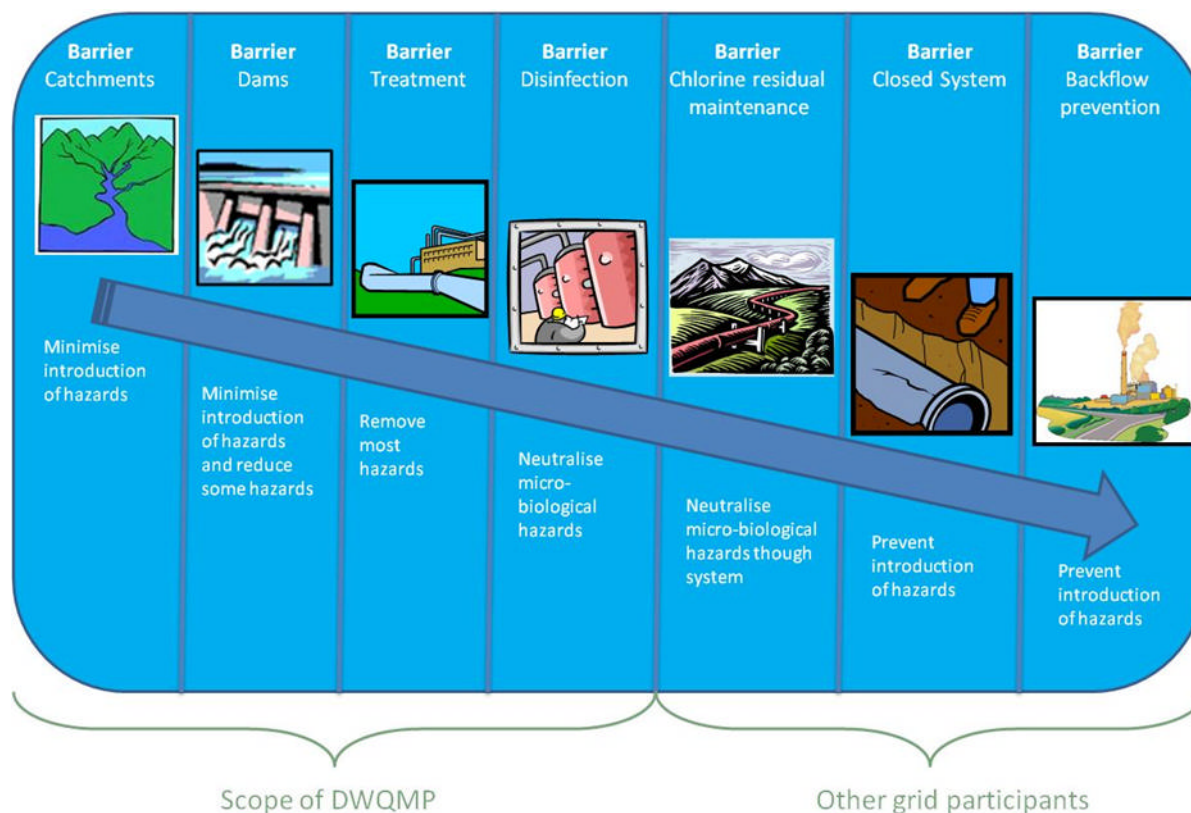 Barrier
Catchments
Barrier
Dams
Barrier
Treatment
Barrier
Disinfection
Barrier
Chlorine residual
maintenance
Barrier
Closed System
Barrier
Backflow
prevention
Minimise
introduction
of hazards
Minimise
introduction
of hazards
and reduce
some hazards
Remove
most
hazards
Neutralise
micro-
biological
hazards
Neutralise
micro-biological
hazards though
system
Prevent
introduction
of hazards
Prevent
introduction
of hazards
Scope of DWQMP
Other grid participants